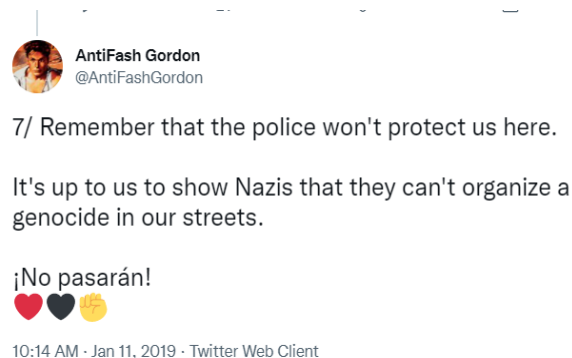 AntiFash Gordon
@AntiFashGordon
7/ Remember that the police won't protect us here.
It's up to us to show Nazis that they can't organize a
genocide in our streets.
¡No pasarán!
❤️🖤✊
10:14 AM · Jan 11, 2019 · Twitter Web Client